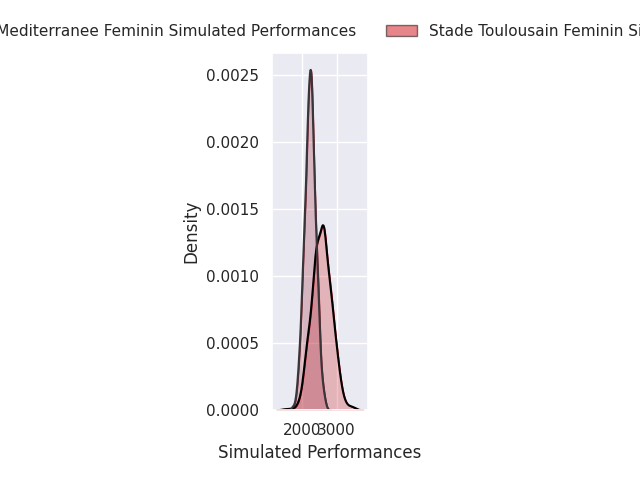 Mediterranee Feminin Simulated Performances
Stade Toulousain Feminin
0.0025
0.0020
0.0015
0.0010
0.0005
0.0000
Density
2000 3000
Simulated Performances